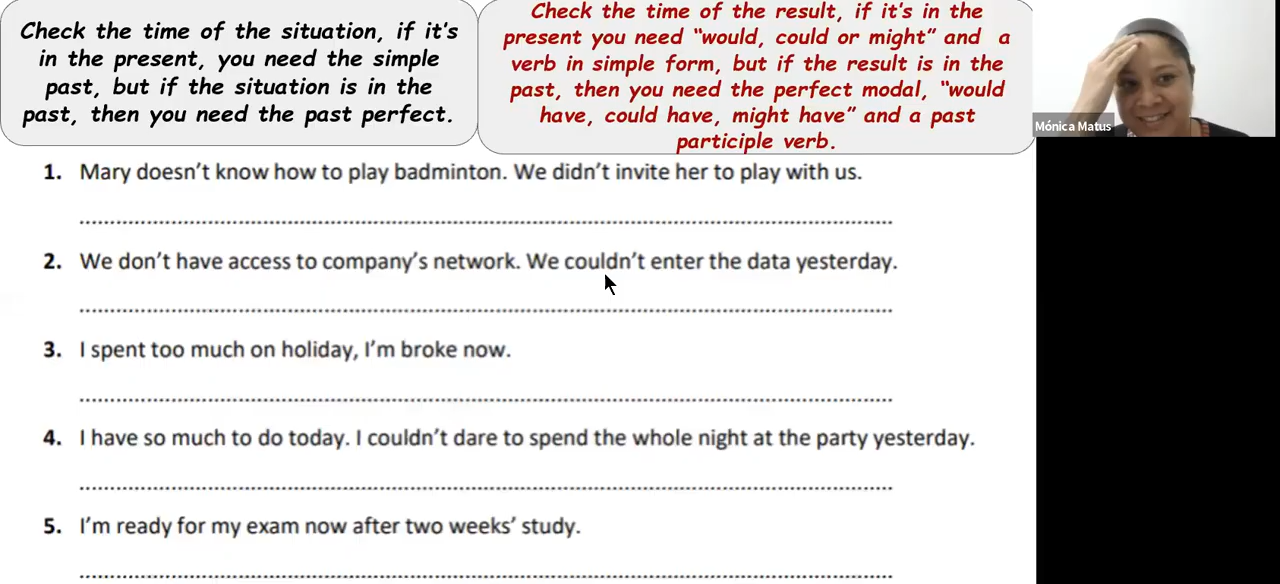 Check the time of the situation, if it's
in the present, you need the simple
past, but if the situation is in the
past, then you need the past perfect.
Check the time of the result, if it's in the
present you need "would, could or might" and a
verb in simple form, but if the result is in the
past, then you need the perfect modal, "would
have, could have, might have" and a past
participle verb.
Mónica Matus
1. Mary doesn't know how to play badminton. We didn't invite her to play with us.
2. We don't have access to company's network. We couldn't enter the data yesterday.
3. I spent too much on holiday, I'm broke now.
4. I have so much to do today. I couldn't dare to spend the whole night at the party yesterday.
5. I'm ready for my exam now after two weeks' study.